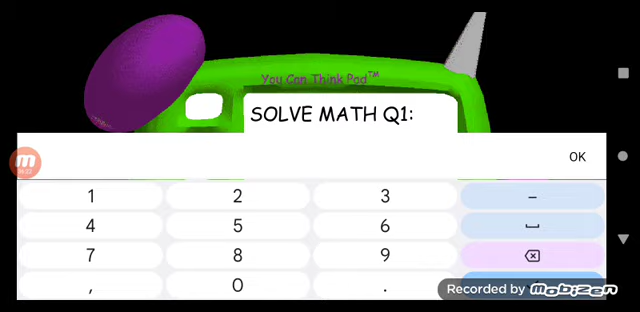 You Can Think Pad™
SOLVE MATH Q1:
OK
1 2 3 -
4 5 6
7 8 9
, 0 .
Recorded by mobizen